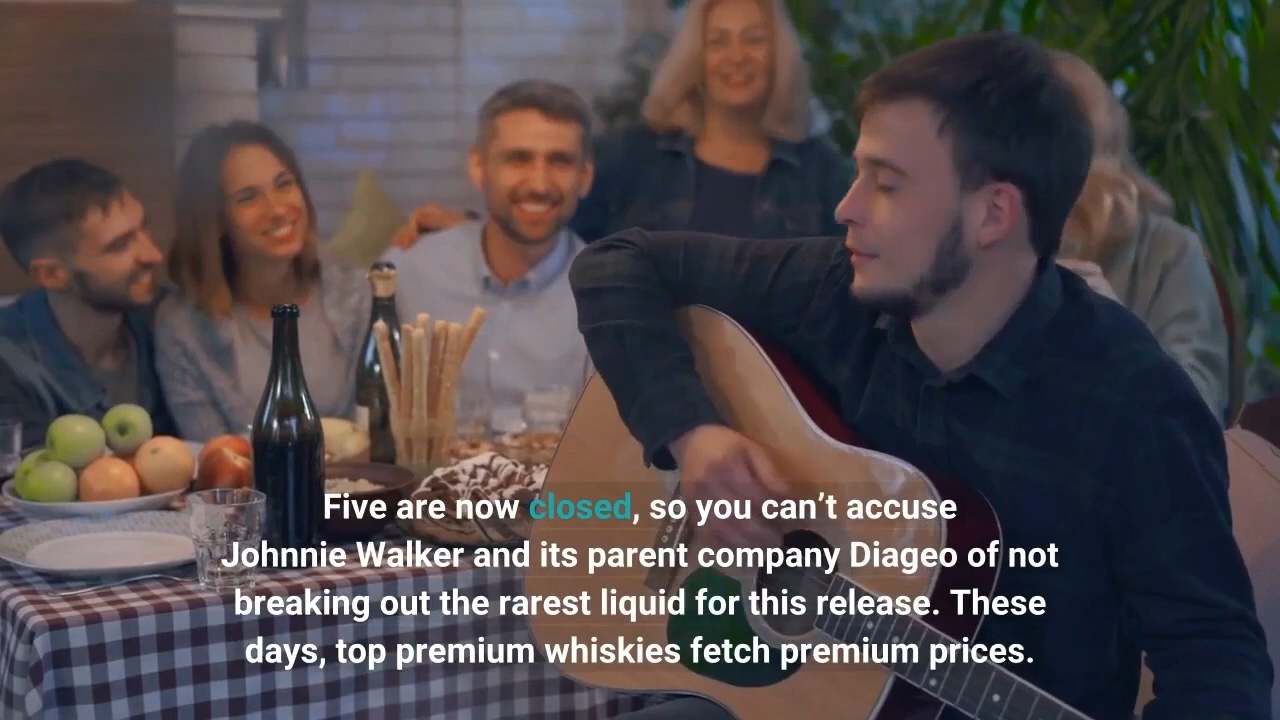 Five are now closed, so you can’t accuse
Johnnie Walker and its parent company Diageo of not
breaking out the rarest liquid for this release. These
days, top premium whiskies fetch premium prices.